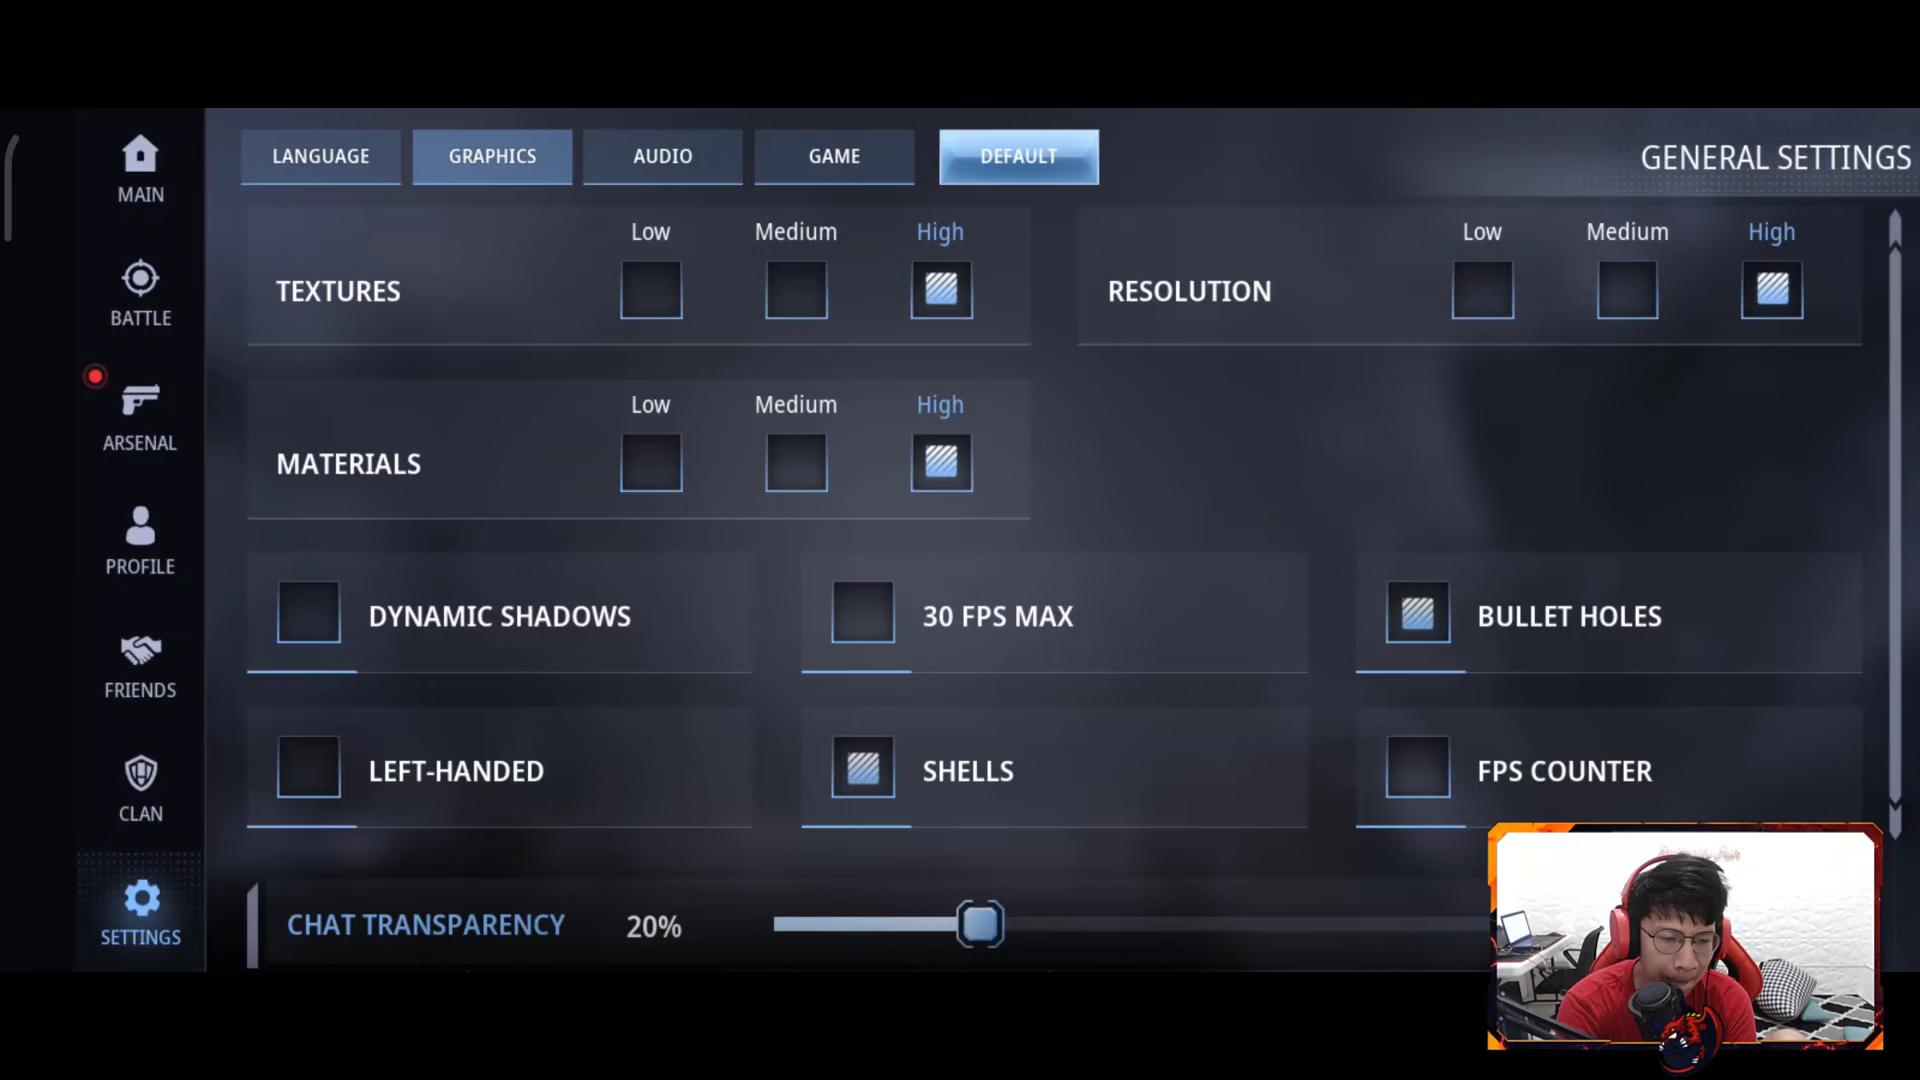 LANGUAGE GRAPHICS AUDIO GAME DEFAULT GENERAL SETTINGS
MAIN
BATTLE
ARSENAL
PROFILE
FRIENDS
CLAN
SETTINGS
Low Medium High
TEXTURES
Low Medium High
RESOLUTION
Low Medium High
MATERIALS
DYNAMIC SHADOWS
30 FPS MAX
BULLET HOLES
LEFT-HANDED
SHELLS
FPS COUNTER
CHAT TRANSPARENCY 20%